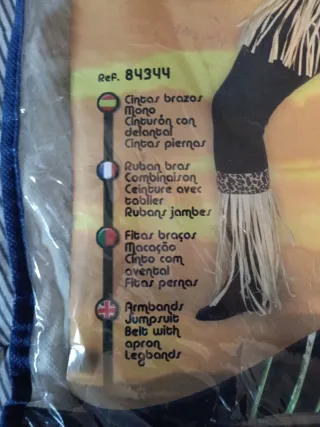 Ref. 84344
Cintas brazos
Mono
Cinturón con
delantal
Cintas piernas
Ruban bras
Combinaison
Ceinture avec
tablier
Rubans jambes
Fitas braços
Macacão
Cinto com
avental
Fitas pernas
Armbands
Jumpsuit
Belt with
apron
Legbands